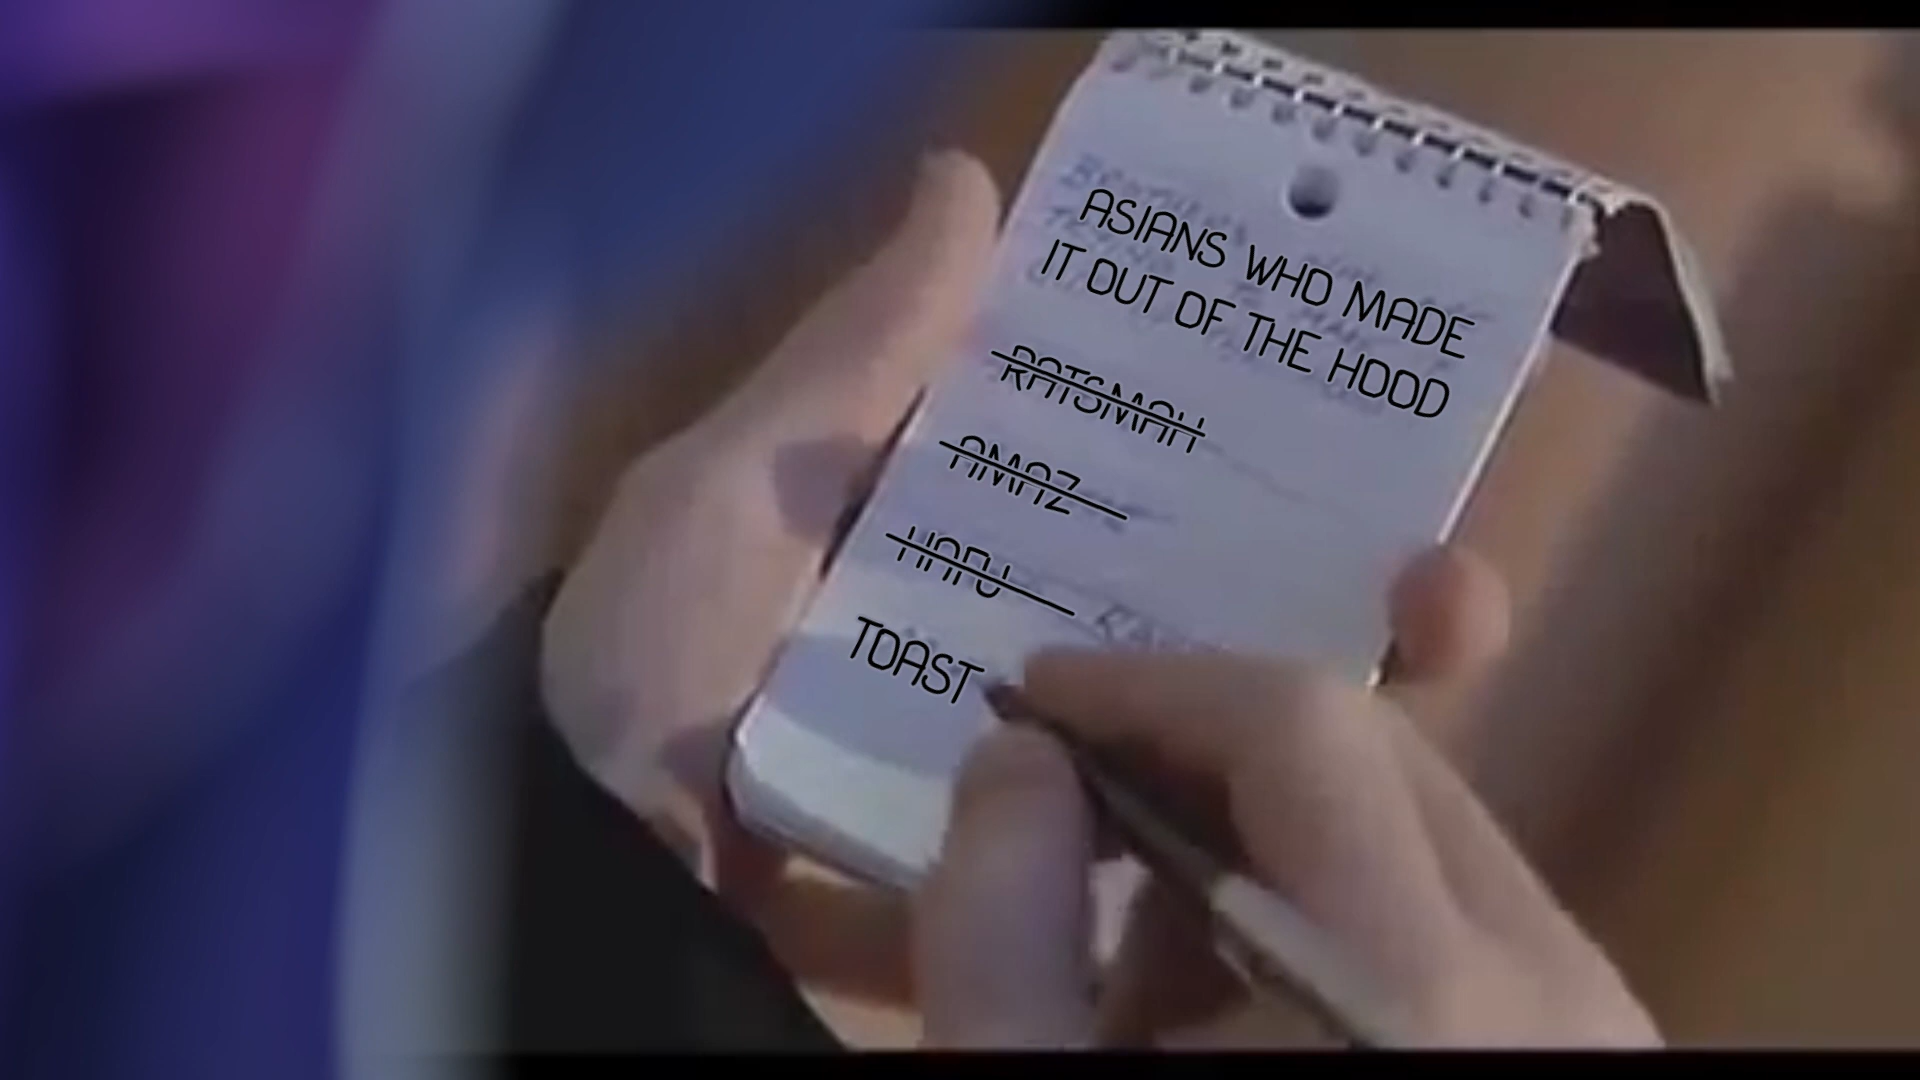 ASIANS WHO MADE
IT OUT OF THE HOOD
RATSMAH
AMAZ
HAFU
TOAST